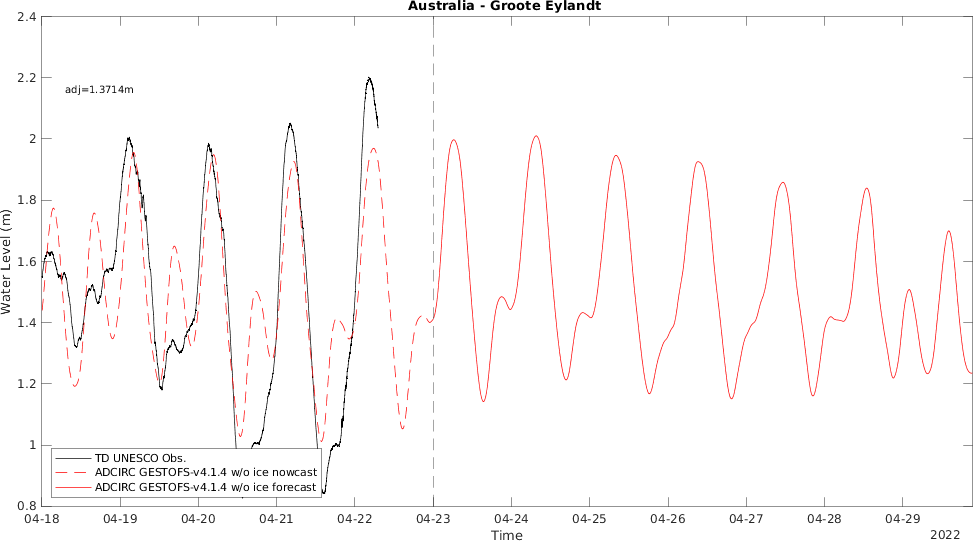 Australia - Groote Eylandt
2.4
2.2
adj=1.3714m
2
1.8
1.6
Water Level (m)
1.4
1.2
1
TD UNESCO Obs.
ADCIRC GESTOFS-v4.1.4 w/o ice nowcast
ADCIRC GESTOFS-v4.1.4 w/o ice forecast
0.8
04-18 04-19 04-20 04-21 04-22 04-23 04-24 04-25 04-26 04-27 04-28 04-29
Time
2022